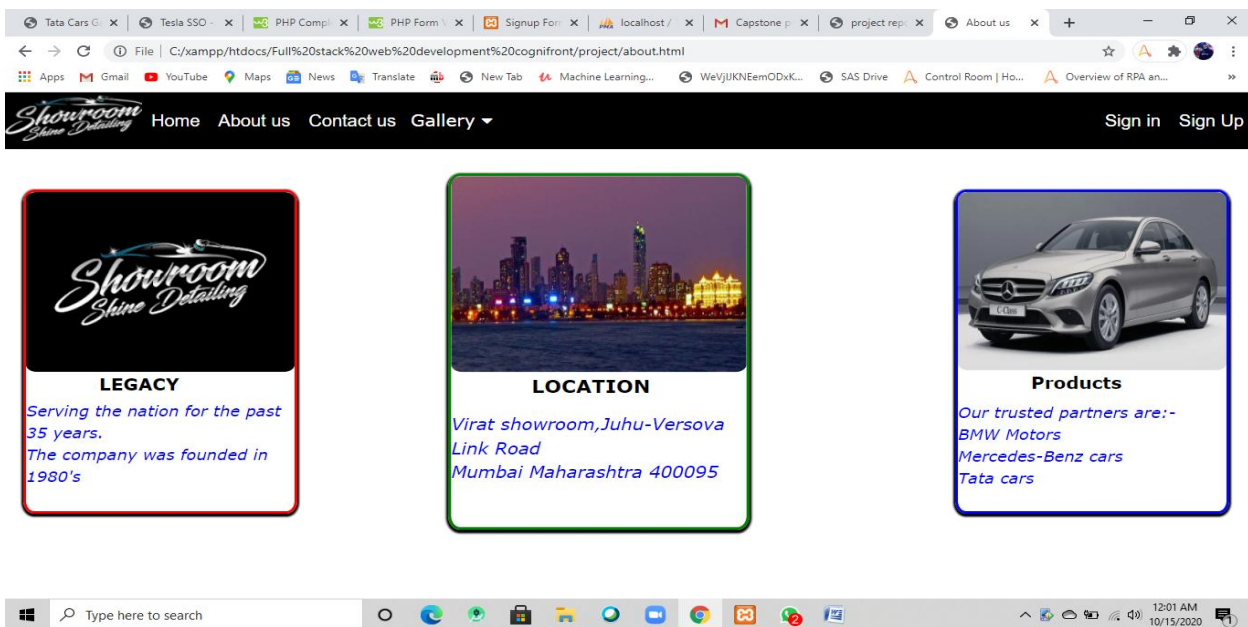 Tata Cars G
Tesla SSO -
PHP Compl
PHP Form V
Signup For
localhost /
Capstone p
project rep
About us
File | C:/xampp/htdocs/Full%20stack%20web%20development%20cognifront/project/about.html
Apps Gmail YouTube Maps News Translate New Tab Machine Learning... WeVjlJKNEemODxK... SAS Drive Control Room | Ho... Overview of RPA an... »
Showroom
Shine Detailing
Home About us Contact us Gallery
Sign in Sign Up
Showroom
Shine Detailing
LEGACY
Serving the nation for the past
35 years.
The company was founded in
1980's
LOCATION
Virat showroom,Juhu-Versova
Link Road
Mumbai Maharashtra 400095
C-Class
Products
Our trusted partners are:-
BMW Motors
Mercedes-Benz cars
Tata cars
Type here to search
2
12:01 AM
10/15/2020
1